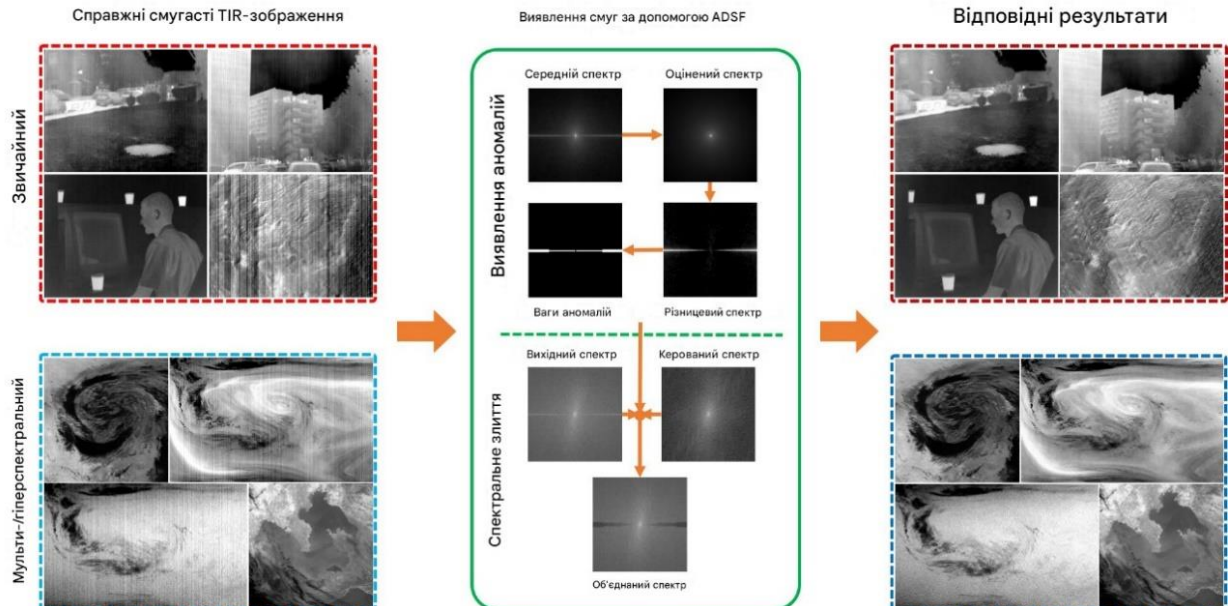 Справжні смугасті TIR-зображення
Виявлення смуг за допомогою ADSF
Відповідні результати
Звичайний
Мульти-/гіперспектральний
Виявлення аномалій
Середній спектр
Оцінений спектр
Ваги аномалій
Різницевий спектр
Спектральне злиття
Вихідний спектр
Керований спектр
Об'єднаний спектр